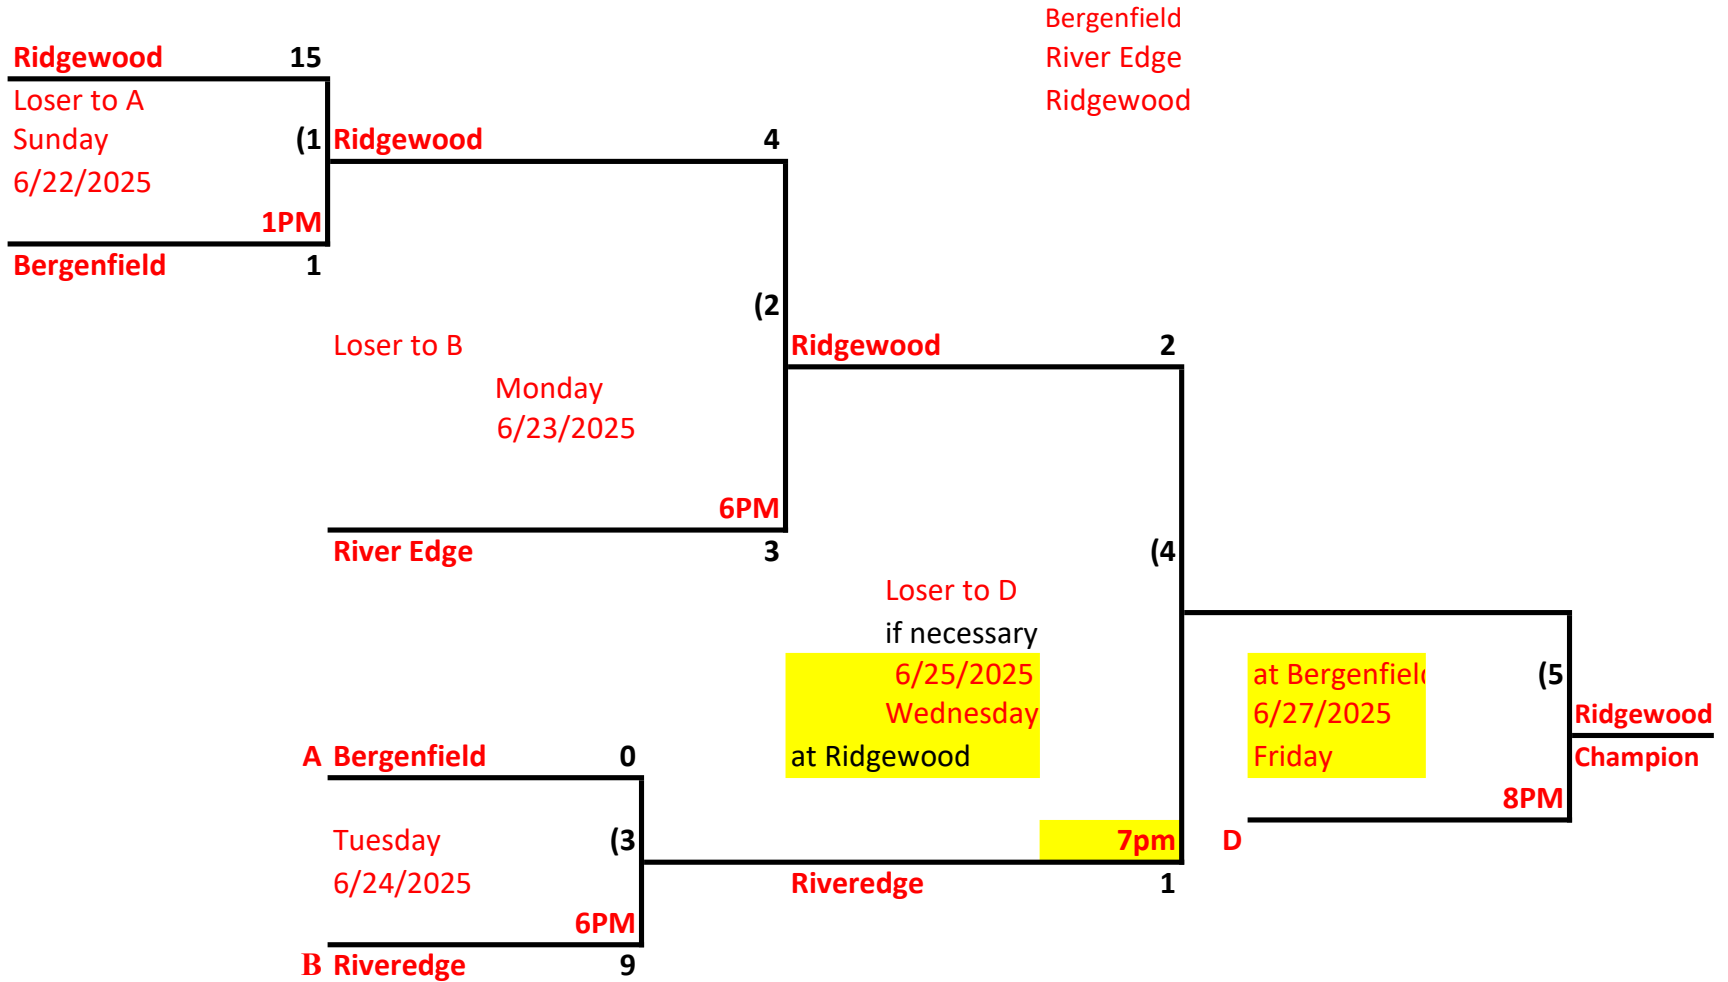 Bergenfield
Ridgewood 15 River Edge
Loser to A Ridgewood
Sunday (1 Ridgewood 4
6/22/2025
1PM
Bergenfield 1
(2
Loser to B Ridgewood 2
Monday
6/23/2025
6PM
River Edge 3 (4
Loser to D
if necessary
6/25/2025 at Bergenfield (5
Wednesday 6/27/2025 Ridgewood
A Bergenfield 0 at Ridgewood Friday Champion
8PM
Tuesday (3 7pm D
6/24/2025 Riveredge 1
6PM
B Riveredge 9